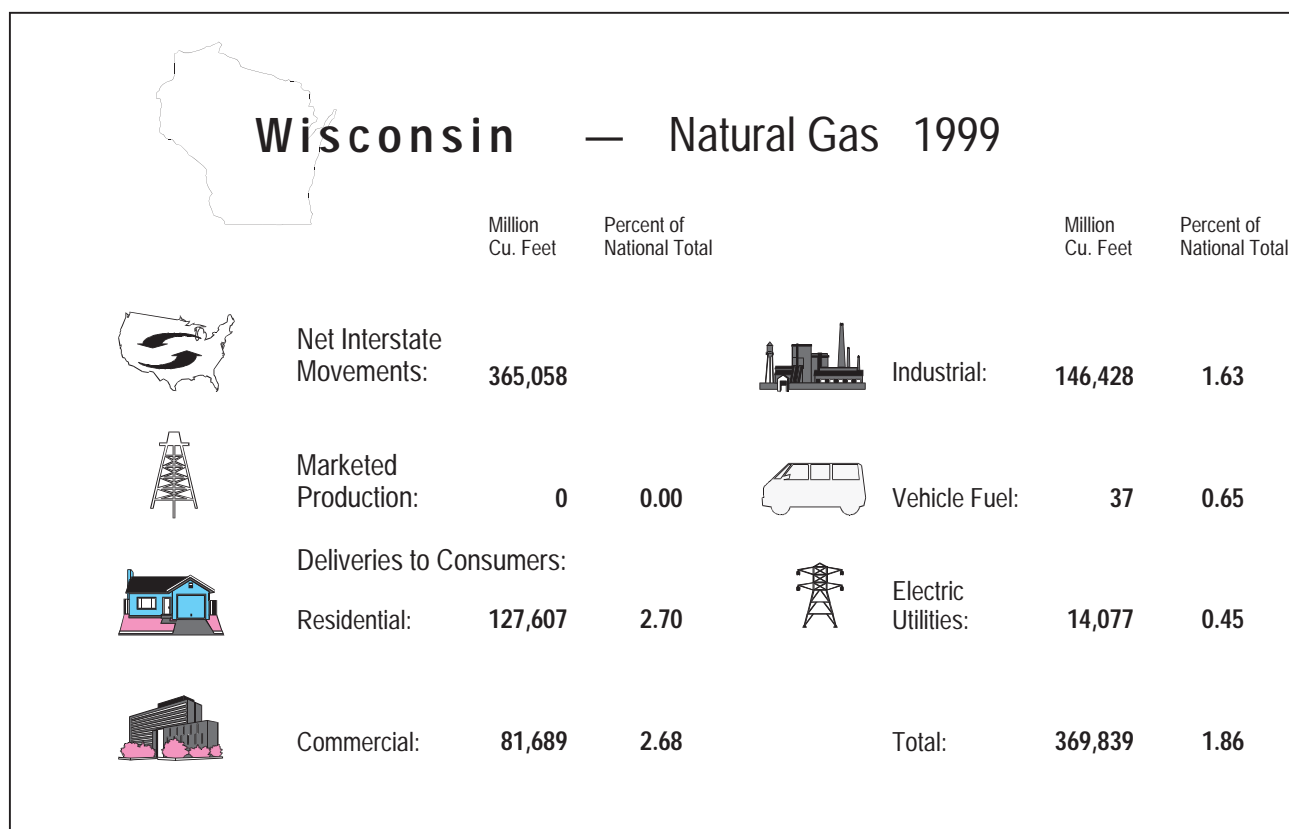 Wisconsin — Natural Gas 1999
Million Percent of
Cu. Feet National Total
Million Percent of
Cu. Feet National Total
Net Interstate
Movements: 365,058
Marketed
Production: 0 0.00
Deliveries to Consumers:
Residential: 127,607 2.70
Commercial: 81,689 2.68
Industrial: 146,428 1.63
Vehicle Fuel: 37 0.65
Electric
Utilities: 14,077 0.45
Total: 369,839 1.86